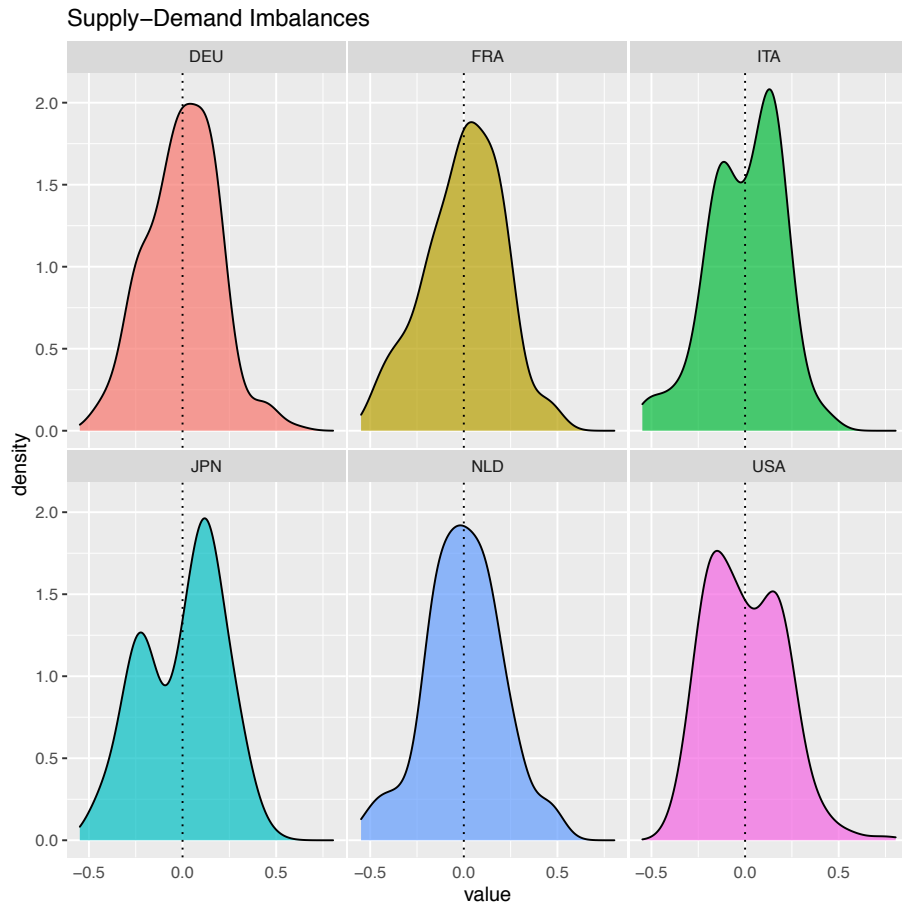 Supply−Demand Imbalances
DEU FRA ITA
2.0
1.5
1.0
0.5
0.0
density
JPN NLD USA
2.0
1.5
1.0
0.5
0.0
−0.5 0.0 0.5 −0.5 0.0 0.5 −0.5 0.0 0.5
value